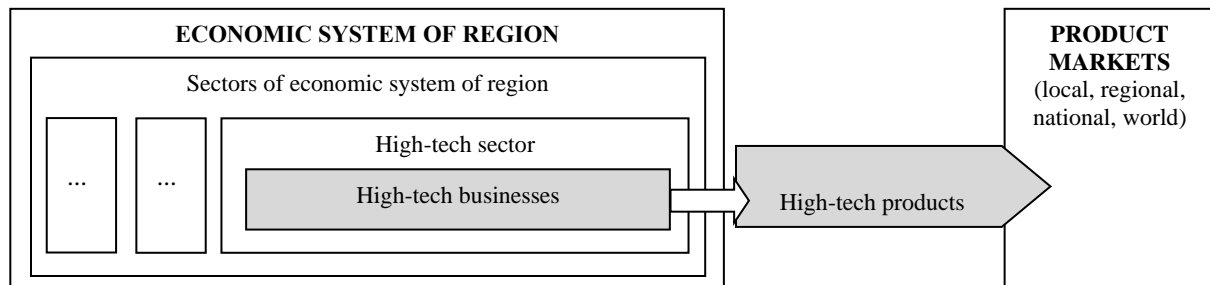 ECONOMIC SYSTEM OF REGION
Sectors of economic system of region
...
...
High-tech sector
High-tech businesses
High-tech products
PRODUCT
MARKETS
(local, regional,
national, world)